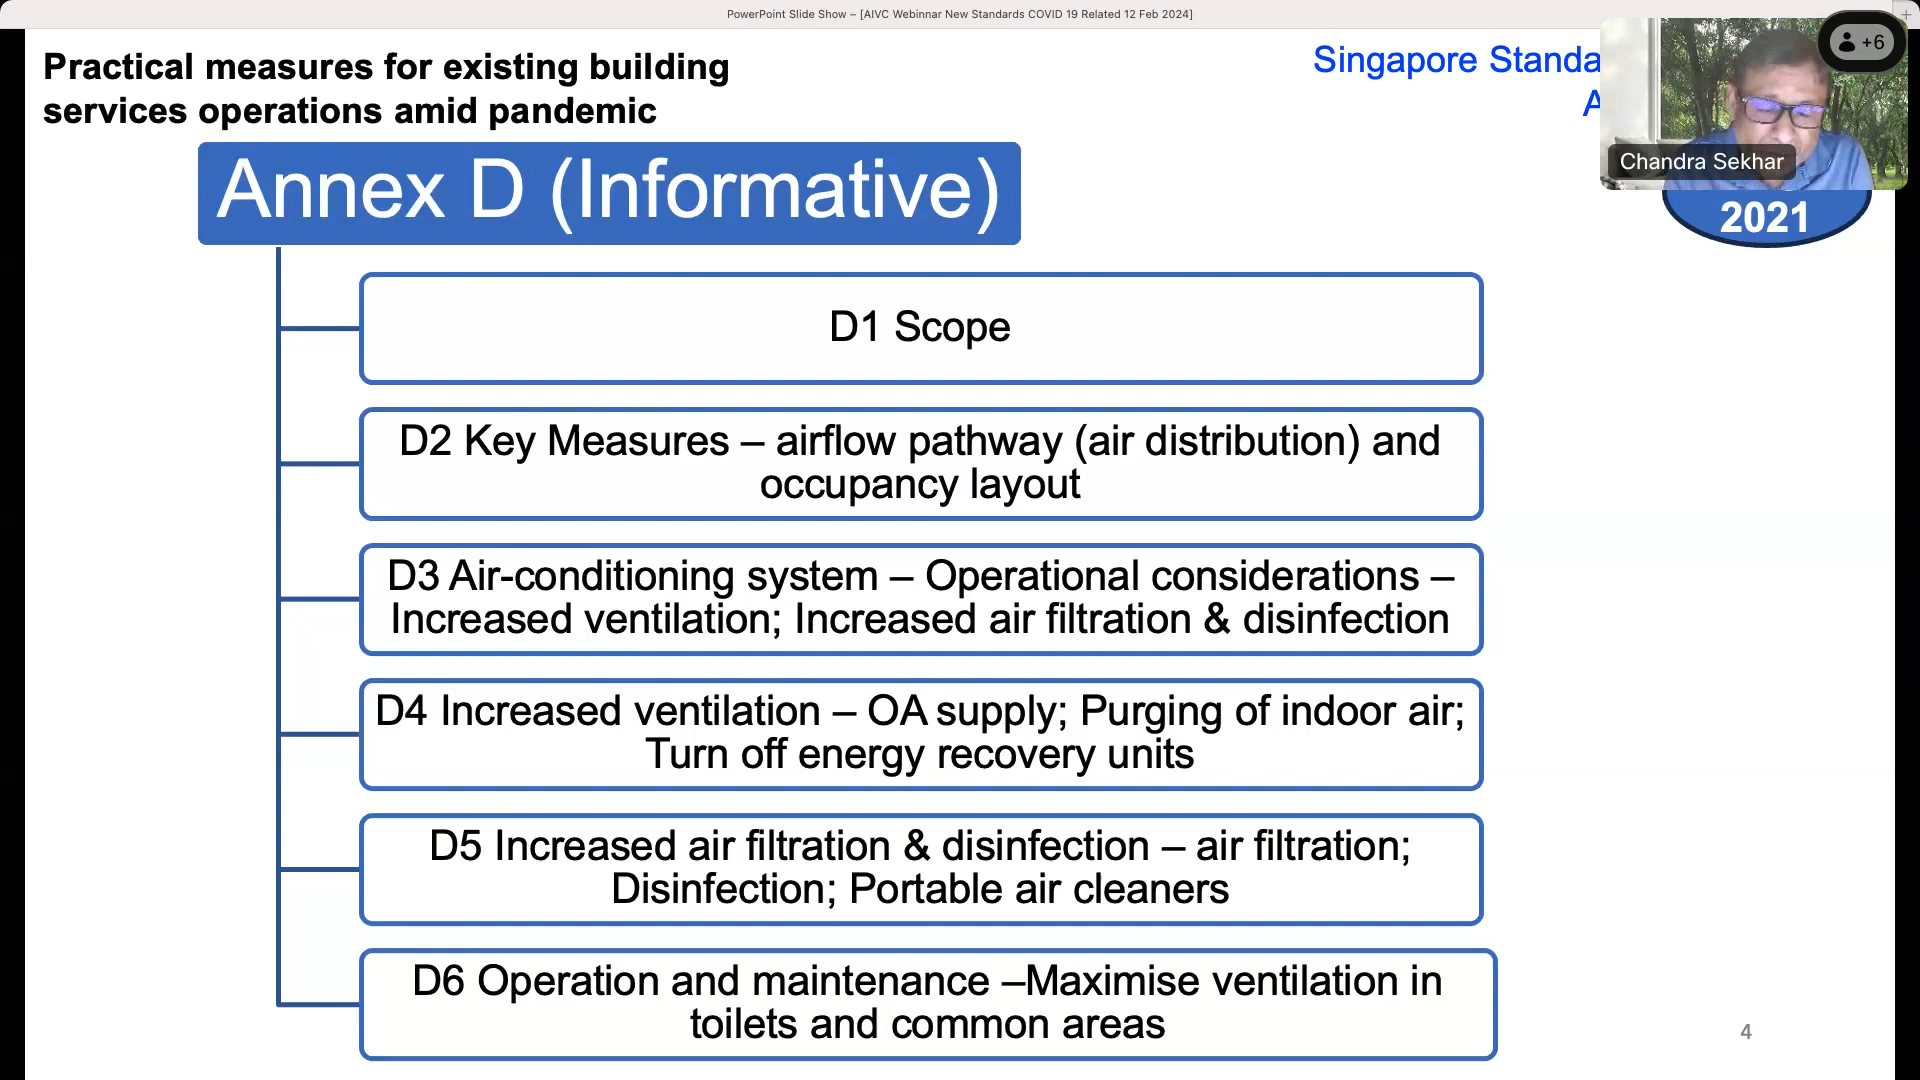 PowerPoint Slide Show – [AIVC Webinnar New Standards COVID 19 Related 12 Feb 2024]
+6
Practical measures for existing building
services operations amid pandemic
Singapore
Chandra Sekhar
2021
Annex D (Informative)
D1 Scope
D2 Key Measures – airflow pathway (air distribution) and
occupancy layout
D3 Air-conditioning system – Operational considerations –
Increased ventilation; Increased air filtration & disinfection
D4 Increased ventilation – OA supply; Purging of indoor air;
Turn off energy recovery units
D5 Increased air filtration & disinfection – air filtration;
Disinfection; Portable air cleaners
D6 Operation and maintenance –Maximise ventilation in
toilets and common areas
4